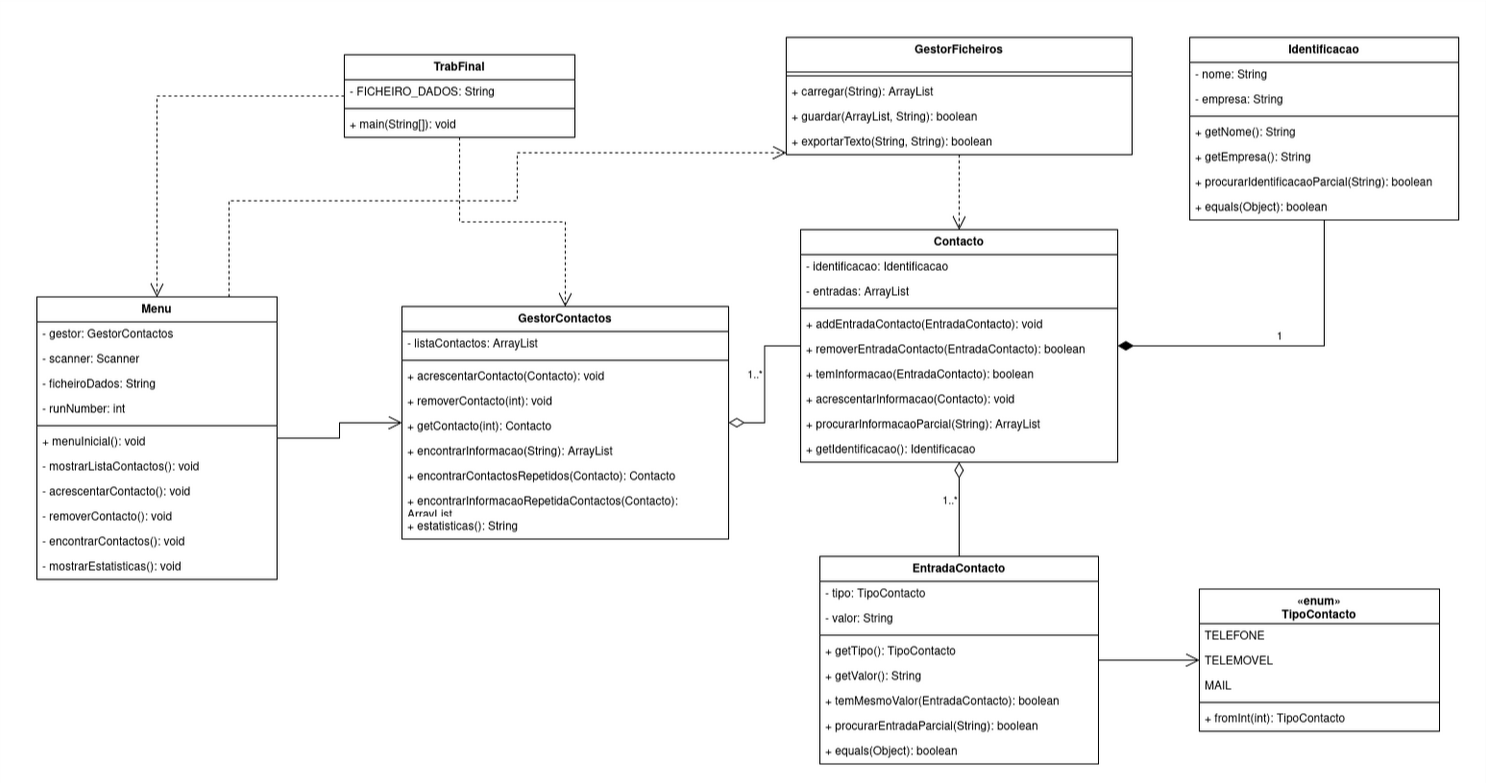 TrabFinal
- FICHEIRO_DADOS: String
+ main(String[]): void
GestorFicheiros
+ carregar(String): ArrayList
+ guardar(ArrayList, String): boolean
+ exportarTexto(String, String): boolean
Identificacao
- nome: String
- empresa: String
+ getNome(): String
+ getEmpresa(): String
+ procurarIdentificacaoParcial(String): boolean
+ equals(Object): boolean
Menu
- gestor: GestorContactos
- scanner: Scanner
- ficheiroDados: String
- runNumber: int
+ menuInicial(): void
- mostrarListaContactos(): void
- acrescentarContacto(): void
- removerContacto(): void
- encontrarContactos(): void
- mostrarEstatisticas(): void
GestorContactos
- listaContactos: ArrayList
+ acrescentarContacto(Contacto): void
+ removerContacto(int): void
+ getContacto(int): Contacto
+ encontrarInformacao(String): ArrayList
+ encontrarContactosRepetidos(Contacto): Contacto
+ encontrarInformacaoRepetidaContactos(Contacto):
ArrayList
+ estatisticas(): String
1..*
Contacto
- identificacao: Identificacao
- entradas: ArrayList
+ addEntradaContacto(EntradaContacto): void
+ removerEntradaContacto(EntradaContacto): boolean
+ temInformacao(EntradaContacto): boolean
+ acrescentarInformacao(Contacto): void
+ procurarInformacaoParcial(String): ArrayList
+ getIdentificacao(): Identificacao
1
1..*
EntradaContacto
- tipo: TipoContacto
- valor: String
+ getTipo(): TipoContacto
+ getValor(): String
+ temMesmoValor(EntradaContacto): boolean
+ procurarEntradaParcial(String): boolean
+ equals(Object): boolean
«enum»
TipoContacto
TELEFONE
TELEMOVEL
MAIL
+ fromInt(int): TipoContacto